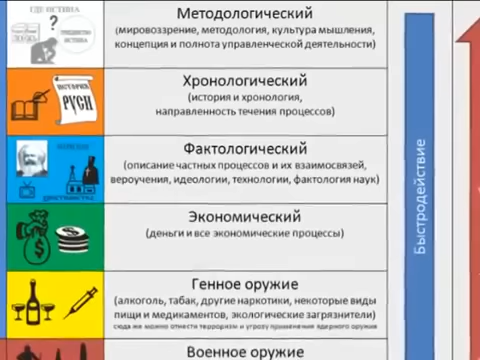 ГДЕ ИСТИНА
?
Методологический
(мировоззрение, методология, культура мышления,
концепция и полнота управленческой деятельности)
ИСТОРИЯ
РУСИ
Хронологический
(история и хронология,
направленность течения процессов)
Фактологический
(описание частных процессов и их взаимосвязей,
вероучения, идеологии, технологии, фактология наук)
Экономический
(деньги и все экономические процессы)
Генное оружие
(алкоголь, табак, другие наркотики, некоторые виды
пищи и медикаментов, экологические загрязнители)
сюда же можно отнести терроризм и угрозу применения ядерного оружия
Военное оружие
Быстродействие